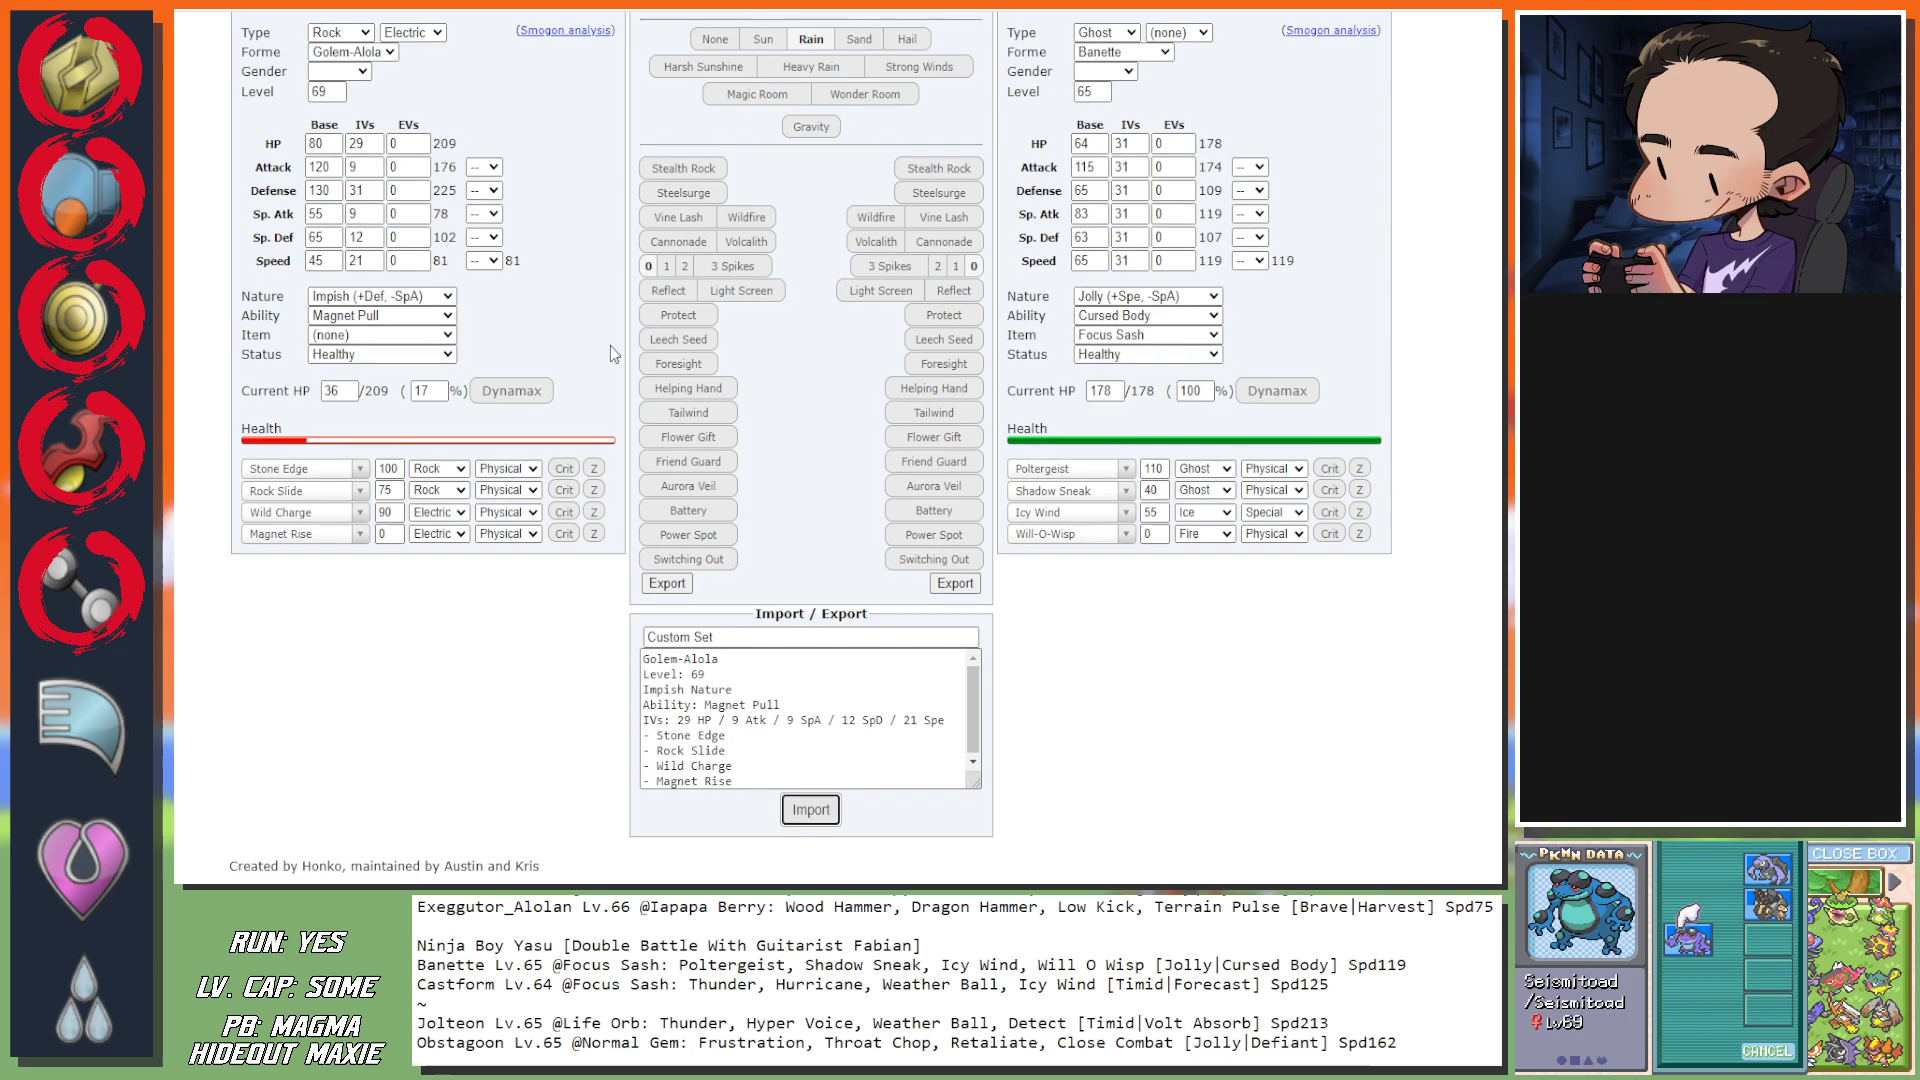 Type Rock Electric (Smogon analysis)
Forme Golem-Alola
Gender
Level 69
Base IVs EVs
HP 80 29 0 209
Attack 120 9 0 176 --
Defense 130 31 0 225 --
Sp. Atk 55 9 0 78 --
Sp. Def 65 12 0 102 --
Speed 45 21 0 81 -- 81
Nature Impish (+Def, -SpA)
Ability Magnet Pull
Item (none)
Status Healthy
Current HP 36 /209 ( 17 %) Dynamax
Health
Stone Edge 100 Rock Physical Crit Z
Rock Slide 75 Rock Physical Crit Z
Wild Charge 90 Electric Physical Crit Z
Magnet Rise 0 Electric Physical Crit Z
None Sun Rain Sand Hail
Harsh Sunshine Heavy Rain Strong Winds
Magic Room Wonder Room
Gravity
Stealth Rock Stealth Rock
Steelsurge Steelsurge
Vine Lash Wildfire Wildfire Vine Lash
Cannonade Volcalith Volcalith Cannonade
0 1 2 3 Spikes 3 Spikes 2 1 0
Reflect Light Screen Light Screen Reflect
Protect Protect
Leech Seed Leech Seed
Foresight Foresight
Helping Hand Helping Hand
Tailwind Tailwind
Flower Gift Flower Gift
Friend Guard Friend Guard
Aurora Veil Aurora Veil
Battery Battery
Power Spot Power Spot
Switching Out Switching Out
Export Export
Import / Export
Custom Set
Golem-Alola
Level: 69
Impish Nature
Ability: Magnet Pull
IVs: 29 HP / 9 Atk / 9 SpA / 12 SpD / 21 Spe
- Stone Edge
- Rock Slide
- Wild Charge
- Magnet Rise
Import
Type Ghost (none) (Smogon analysis)
Forme Banette
Gender
Level 65
Base IVs EVs
HP 64 31 0 178
Attack 115 31 0 174 --
Defense 65 31 0 109 --
Sp. Atk 83 31 0 119 --
Sp. Def 63 31 0 107 --
Speed 65 31 0 119 -- 119
Nature Jolly (+Spe, -SpA)
Ability Cursed Body
Item Focus Sash
Status Healthy
Current HP 178 /178 ( 100 %) Dynamax
Health
Poltergeist 110 Ghost Physical Crit Z
Shadow Sneak 40 Ghost Physical Crit Z
Icy Wind 55 Ice Special Crit Z
Will-O-Wisp 0 Fire Physical Crit Z
Created by Honko, maintained by Austin and Kris
RUN: YES
LV. CAP: SOME
PB: MAGMA
HIDEOUT MAXIE
Exeggutor_Alolan Lv.66 @Iapapa Berry: Wood Hammer, Dragon Hammer, Low Kick, Terrain Pulse [Brave|Harvest] Spd75
Ninja Boy Yasu [Double Battle With Guitarist Fabian]
Banette Lv.65 @Focus Sash: Poltergeist, Shadow Sneak, Icy Wind, Will O Wisp [Jolly|Cursed Body] Spd119
Castform Lv.64 @Focus Sash: Thunder, Hurricane, Weather Ball, Icy Wind [Timid|Forecast] Spd125
~
Jolteon Lv.65 @Life Orb: Thunder, Hyper Voice, Weather Ball, Detect [Timid|Volt Absorb] Spd213
Obstagoon Lv.65 @Normal Gem: Frustration, Throat Chop, Retaliate, Close Combat [Jolly|Defiant] Spd162
PKMN DATA
Seismitoad
/Seismitoad
♀Lv69
CANCEL
CLOSE BOX